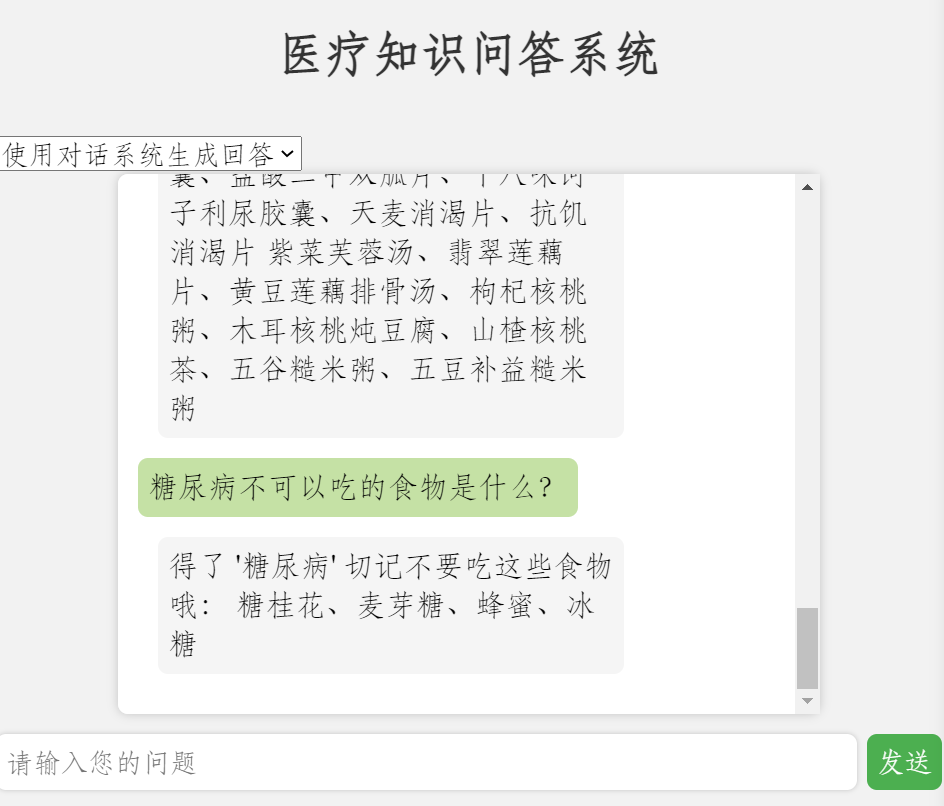 医疗知识问答系统
使用对话系统生成回答
子利尿胶囊、天麦消渴片、抗饥
消渴片 紫菜芙蓉汤、翡翠莲藕
片、黄豆莲藕排骨汤、枸杞核桃
粥、木耳核桃炖豆腐、山楂核桃
茶、五谷糙米粥、五豆补益糙米
粥
糖尿病不可以吃的食物是什么?
得了 '糖尿病' 切记不要吃这些食物
哦： 糖桂花、麦芽糖、蜂蜜、冰
糖
请输入您的问题
发送